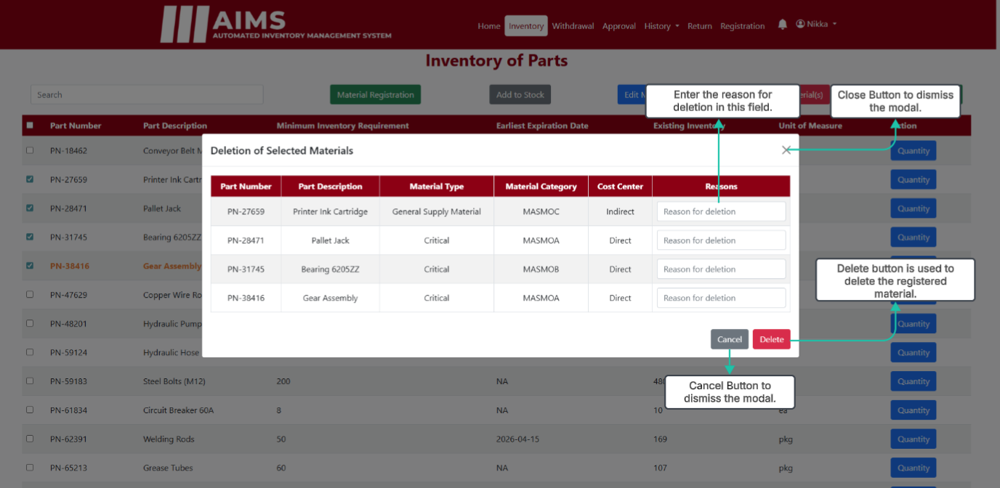 AIMS
AUTOMATED INVENTORY MANAGEMENT SYSTEM
Home Inventory Withdrawal Approval History Return Registration Nikka
Inventory of Parts
Search
Material Registration
Add to Stock
Edit
Enter the reason for
deletion in this field.
Close Button to dismiss
the modal.
Part Number Part Description Minimum Inventory Requirement Earliest Expiration Date Existing Inventory Unit of Measure
PN-18462 Conveyor Belt Quantity
PN-27659 Printer Ink Quantity
PN-28471 Pallet Jack Quantity
PN-31745 Bearing 6205ZZ Quantity
PN-38416 Gear Assembly
PN-47629 Copper Wire
PN-48201 Hydraulic Pump Quantity
PN-59124 Hydraulic Hose Quantity
PN-59183 Steel Bolts (M12) 200 NA Quantity
PN-61834 Circuit Breaker 60A 8 NA 10 ea Quantity
PN-62391 Welding Rods 50 2026-04-15 169 pkg Quantity
PN-65213 Grease Tubes 60 NA 107 pkg Quantity
Deletion of Selected Materials
Part Number Part Description Material Type Material Category Cost Center Reasons
PN-27659 Printer Ink Cartridge General Supply Material MASMOC Indirect Reason for deletion
PN-28471 Pallet Jack Critical MASMOA Direct Reason for deletion
PN-31745 Bearing 6205ZZ Critical MASMOB Direct Reason for deletion
PN-38416 Gear Assembly Critical MASMOA Direct Reason for deletion
Cancel Delete
Delete button is used to
delete the registered
material.
Cancel Button to
dismiss the modal.